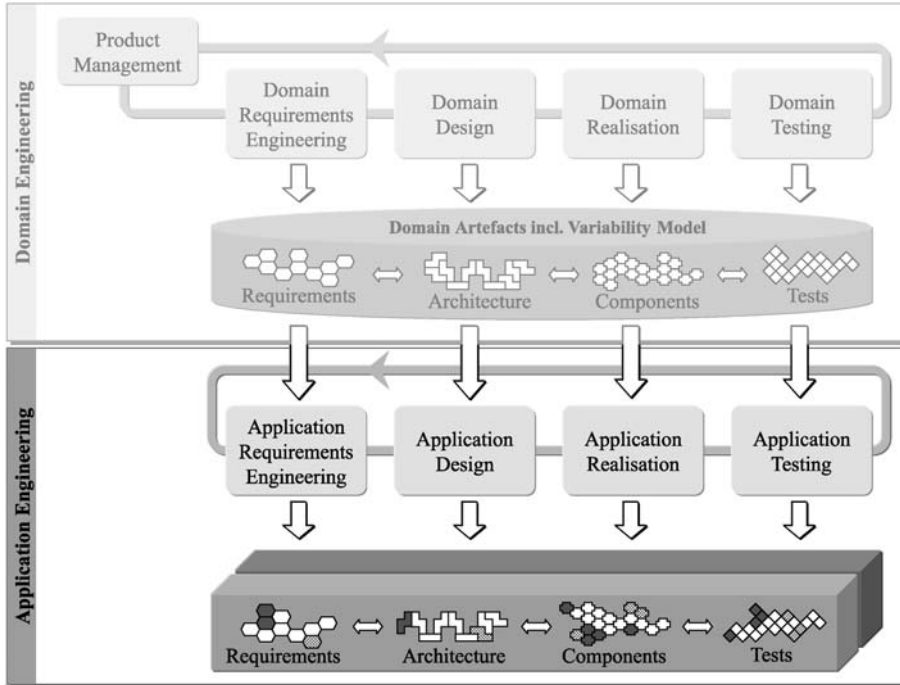 Domain Engineering
Product
Management
Domain
Requirements
Engineering
Domain
Design
Domain
Realisation
Domain
Testing
Domain Artefacts incl. Variability Model
Requirements
Architecture
Components
Tests
Application Engineering
Application
Requirements
Engineering
Application
Design
Application
Realisation
Application
Testing
Requirements
Architecture
Components
Tests